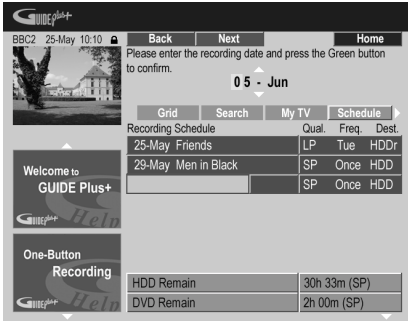 GUIDE plus+
BBC2 25-May 10:10
Back Next Home
Please enter the recording date and press the Green button
to confirm.
05 - Jun
Grid Search My TV Schedule
Recording Schedule Qual. Freq. Dest.
25-May Friends LP Tue HDDr
29-May Men in Black SP Once HDD
SP Once HDD
Welcome to
GUIDE Plus+
GUIDE plus+ Help
One-Button
Recording
GUIDE plus+ Help
HDD Remain 30h 33m (SP)
DVD Remain 2h 00m (SP)